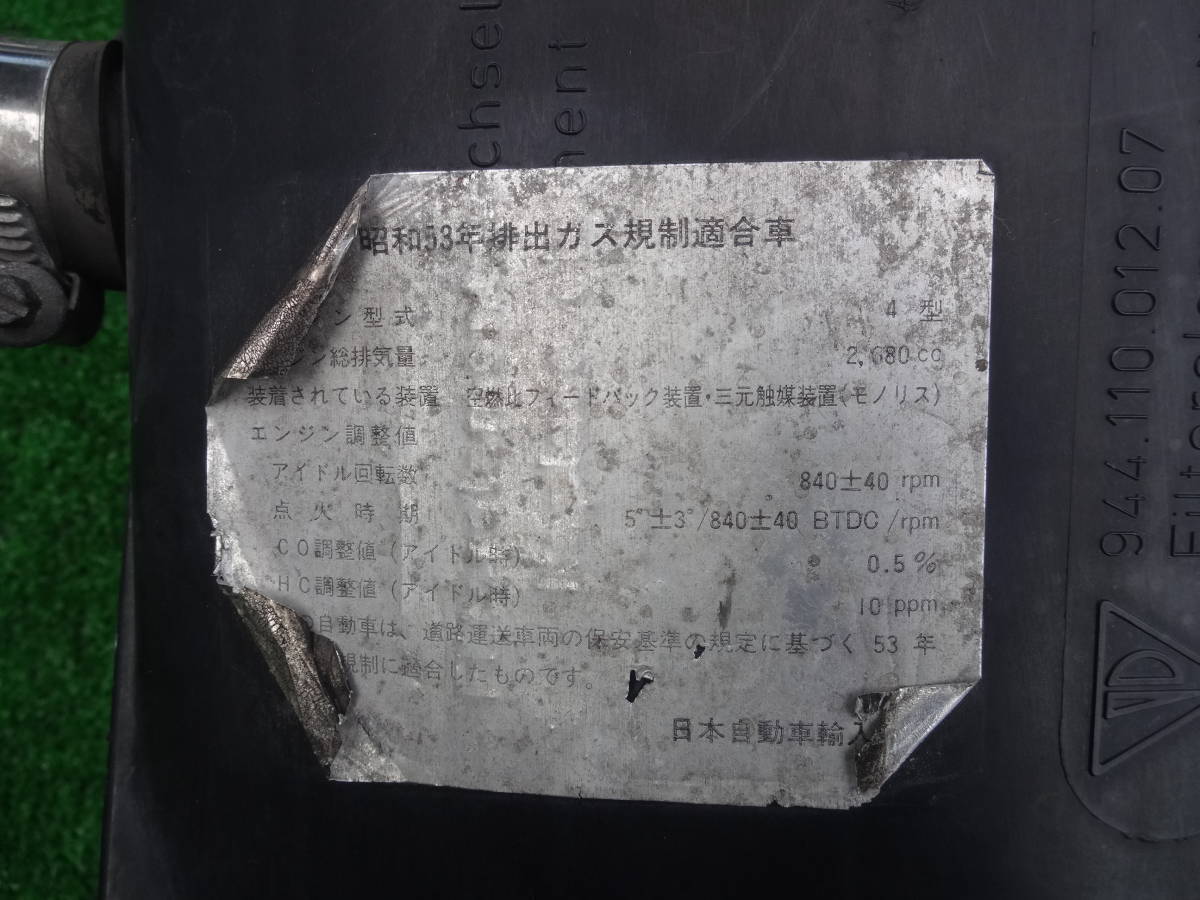 chsel
ment
昭和53年排出ガス規制適合車
ン型式 4型
ジン総排気量 2,680cc
装着されている装置 空燃比フィードバック装置・三元触媒装置(モノリス)
エンジン調整値
アイドル回転数 840±40 rpm
点火時期 5°±3°/840±40 BTDC/rpm
CO調整値(アイドル時) 0.5%
HC調整値(アイドル時) 10 ppm
の自動車は、道路運送車両の保安基準の規定に基づく53年
規制に適合したものです。
日本自動車輸入
944.110.012.07